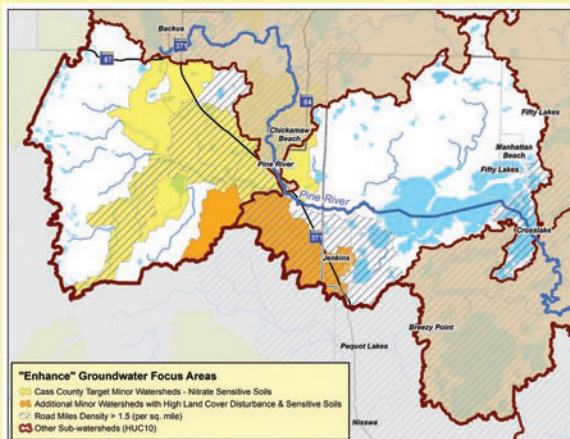 Backus
371
87
84
Chickamaw
Beach
Fifty Lakes
Manhattan
Beach
Fifty Lakes
Pine River
Pine River
Crosslake
371
Jenkins
Breezy Point
Pequot Lakes
Nisswa
"Enhance" Groundwater Focus Areas
Cass County Target Minor Watersheds - Nitrate Sensitive Soils
Additional Minor Watersheds with High Land Cover Disturbance & Sensitive Soils
Road Miles Density > 1.5 (per sq. mile)
Other Sub-watersheds (HUC10)